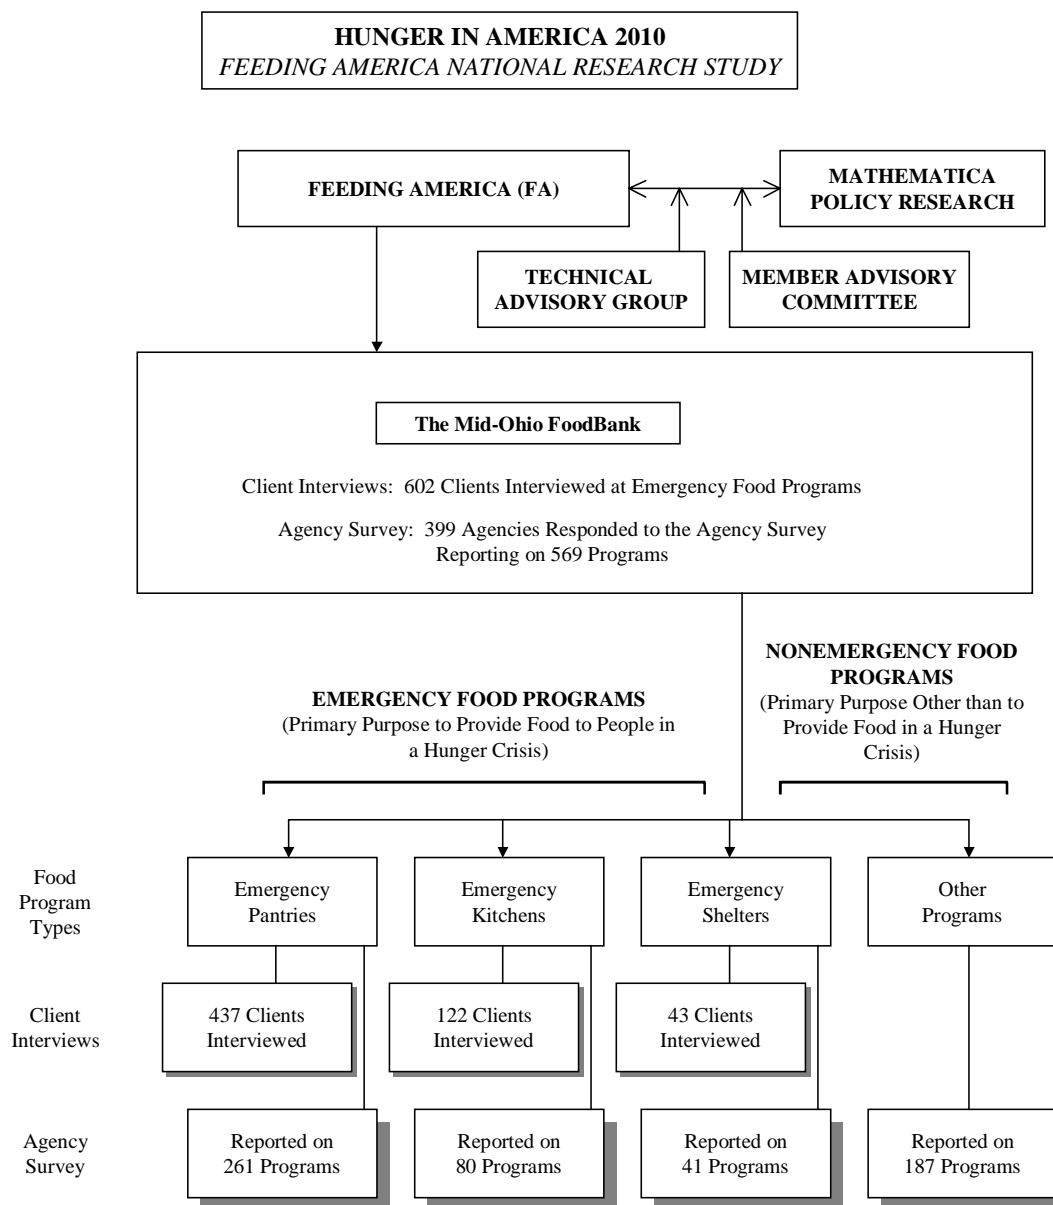 HUNGER IN AMERICA 2010
FEEDING AMERICA NATIONAL RESEARCH STUDY
FEEDING AMERICA (FA)
MATHEMATICA
POLICY RESEARCH
TECHNICAL
ADVISORY GROUP
MEMBER ADVISORY
COMMITTEE
The Mid-Ohio FoodBank
Client Interviews:  602 Clients Interviewed at Emergency Food Programs
Agency Survey:  399 Agencies Responded to the Agency Survey
Reporting on 569 Programs
EMERGENCY FOOD PROGRAMS
(Primary Purpose to Provide Food to People in
a Hunger Crisis)
NONEMERGENCY FOOD
PROGRAMS
(Primary Purpose Other than to
Provide Food in a Hunger
Crisis)
Food
Program
Types
Emergency
Pantries
Emergency
Kitchens
Emergency
Shelters
Other
Programs
Client
Interviews
437 Clients
Interviewed
122 Clients
Interviewed
43 Clients
Interviewed
Agency
Survey
Reported on
261 Programs
Reported on
80 Programs
Reported on
41 Programs
Reported on
187 Programs